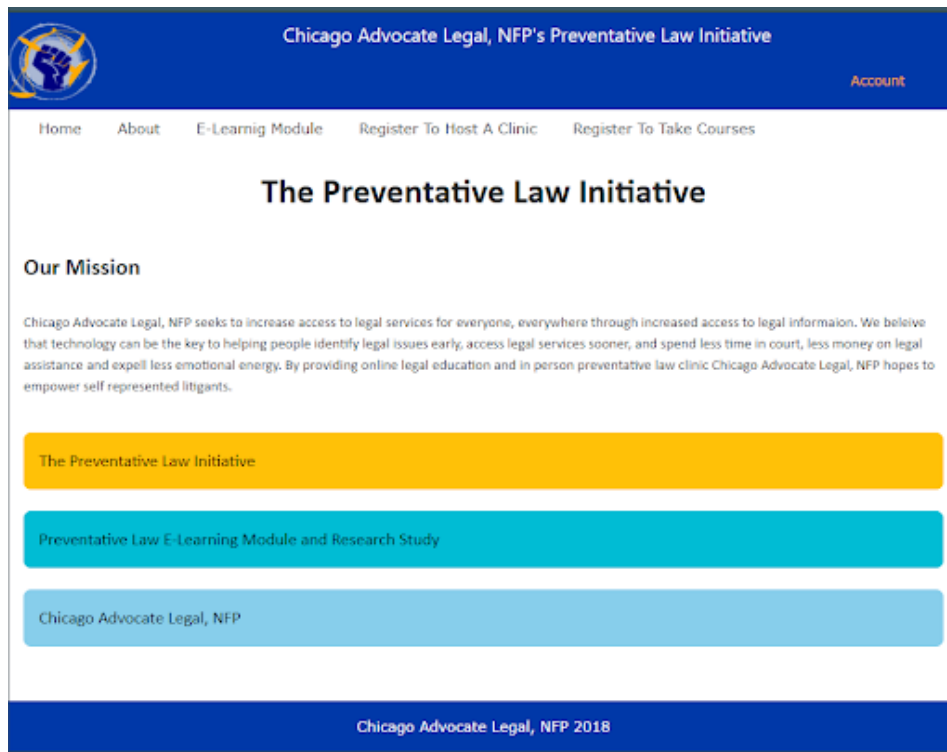 Chicago Advocate Legal, NFP's Preventative Law Initiative
Account
Home About E-Learnig Module Register To Host A Clinic Register To Take Courses
The Preventative Law Initiative
Our Mission
Chicago Advocate Legal, NFP seeks to increase access to legal services for everyone, everywhere through increased access to legal informaion. We beleive
that technology can be the key to helping people identify legal issues early, access legal services sooner, and spend less time in court, less money on legal
assistance and expell less emotional energy. By providing online legal education and in person preventative law clinic Chicago Advocate Legal, NFP hopes to
empower self represented litigants.
The Preventative Law Initiative
Preventative Law E-Learning Module and Research Study
Chicago Advocate Legal, NFP
Chicago Advocate Legal, NFP 2018